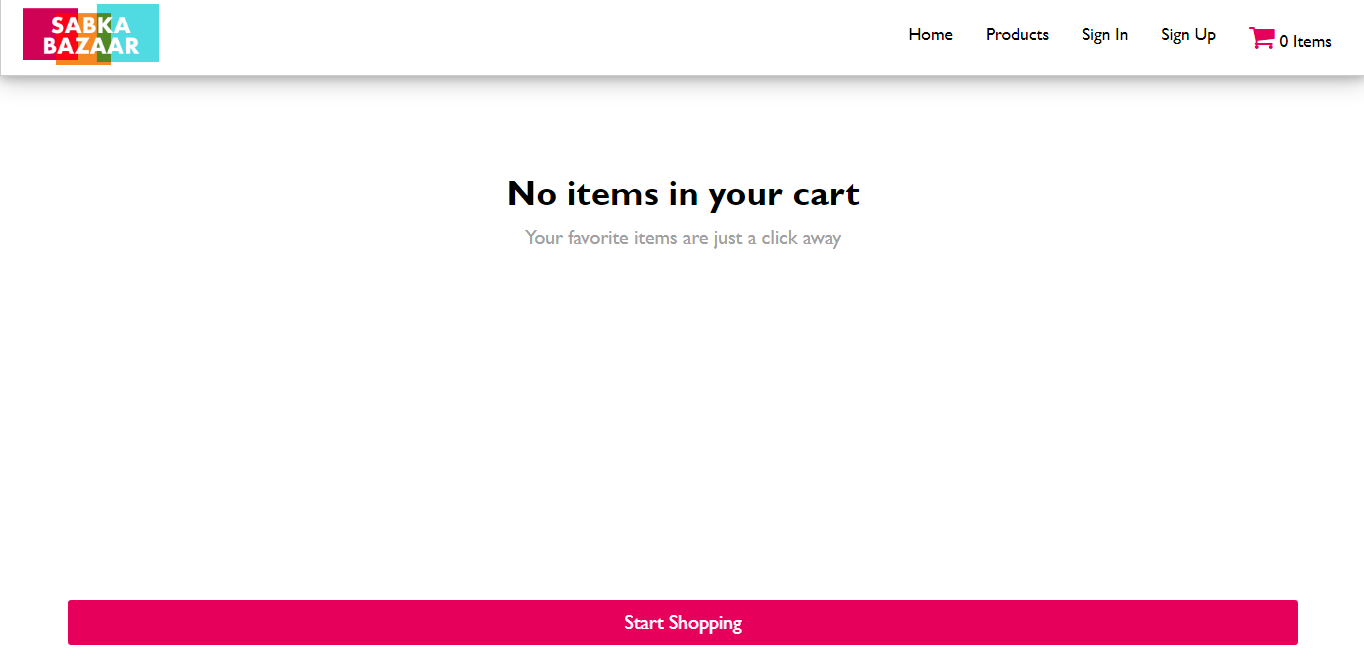 SABKA
BAZAAR
Home Products Sign In Sign Up 0 Items
No items in your cart
Your favorite items are just a click away
Start Shopping